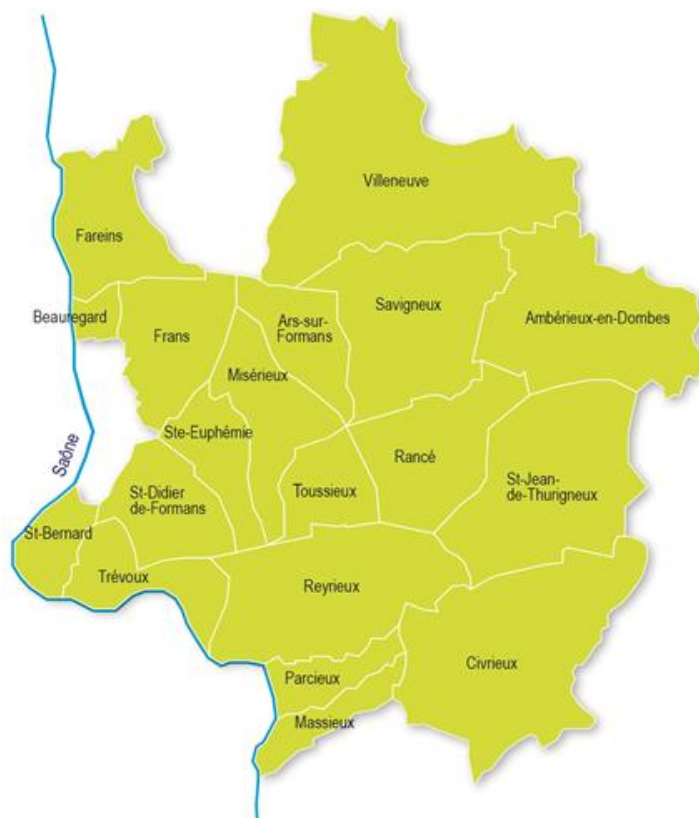 Villeneuve
Fareins
Savigneux
Beauregard
Ars-sur-
Formans
Ambérieux-en-Dombes
Frans
Misérieux
Ste-Euphémie
Saône
Rancé
St-Jean-
de-Thurigneux
Toussieux
St-Didier
de-Formans
St-Bernard
Trévoux
Reyrieux
Civrieux
Parcieux
Massieux